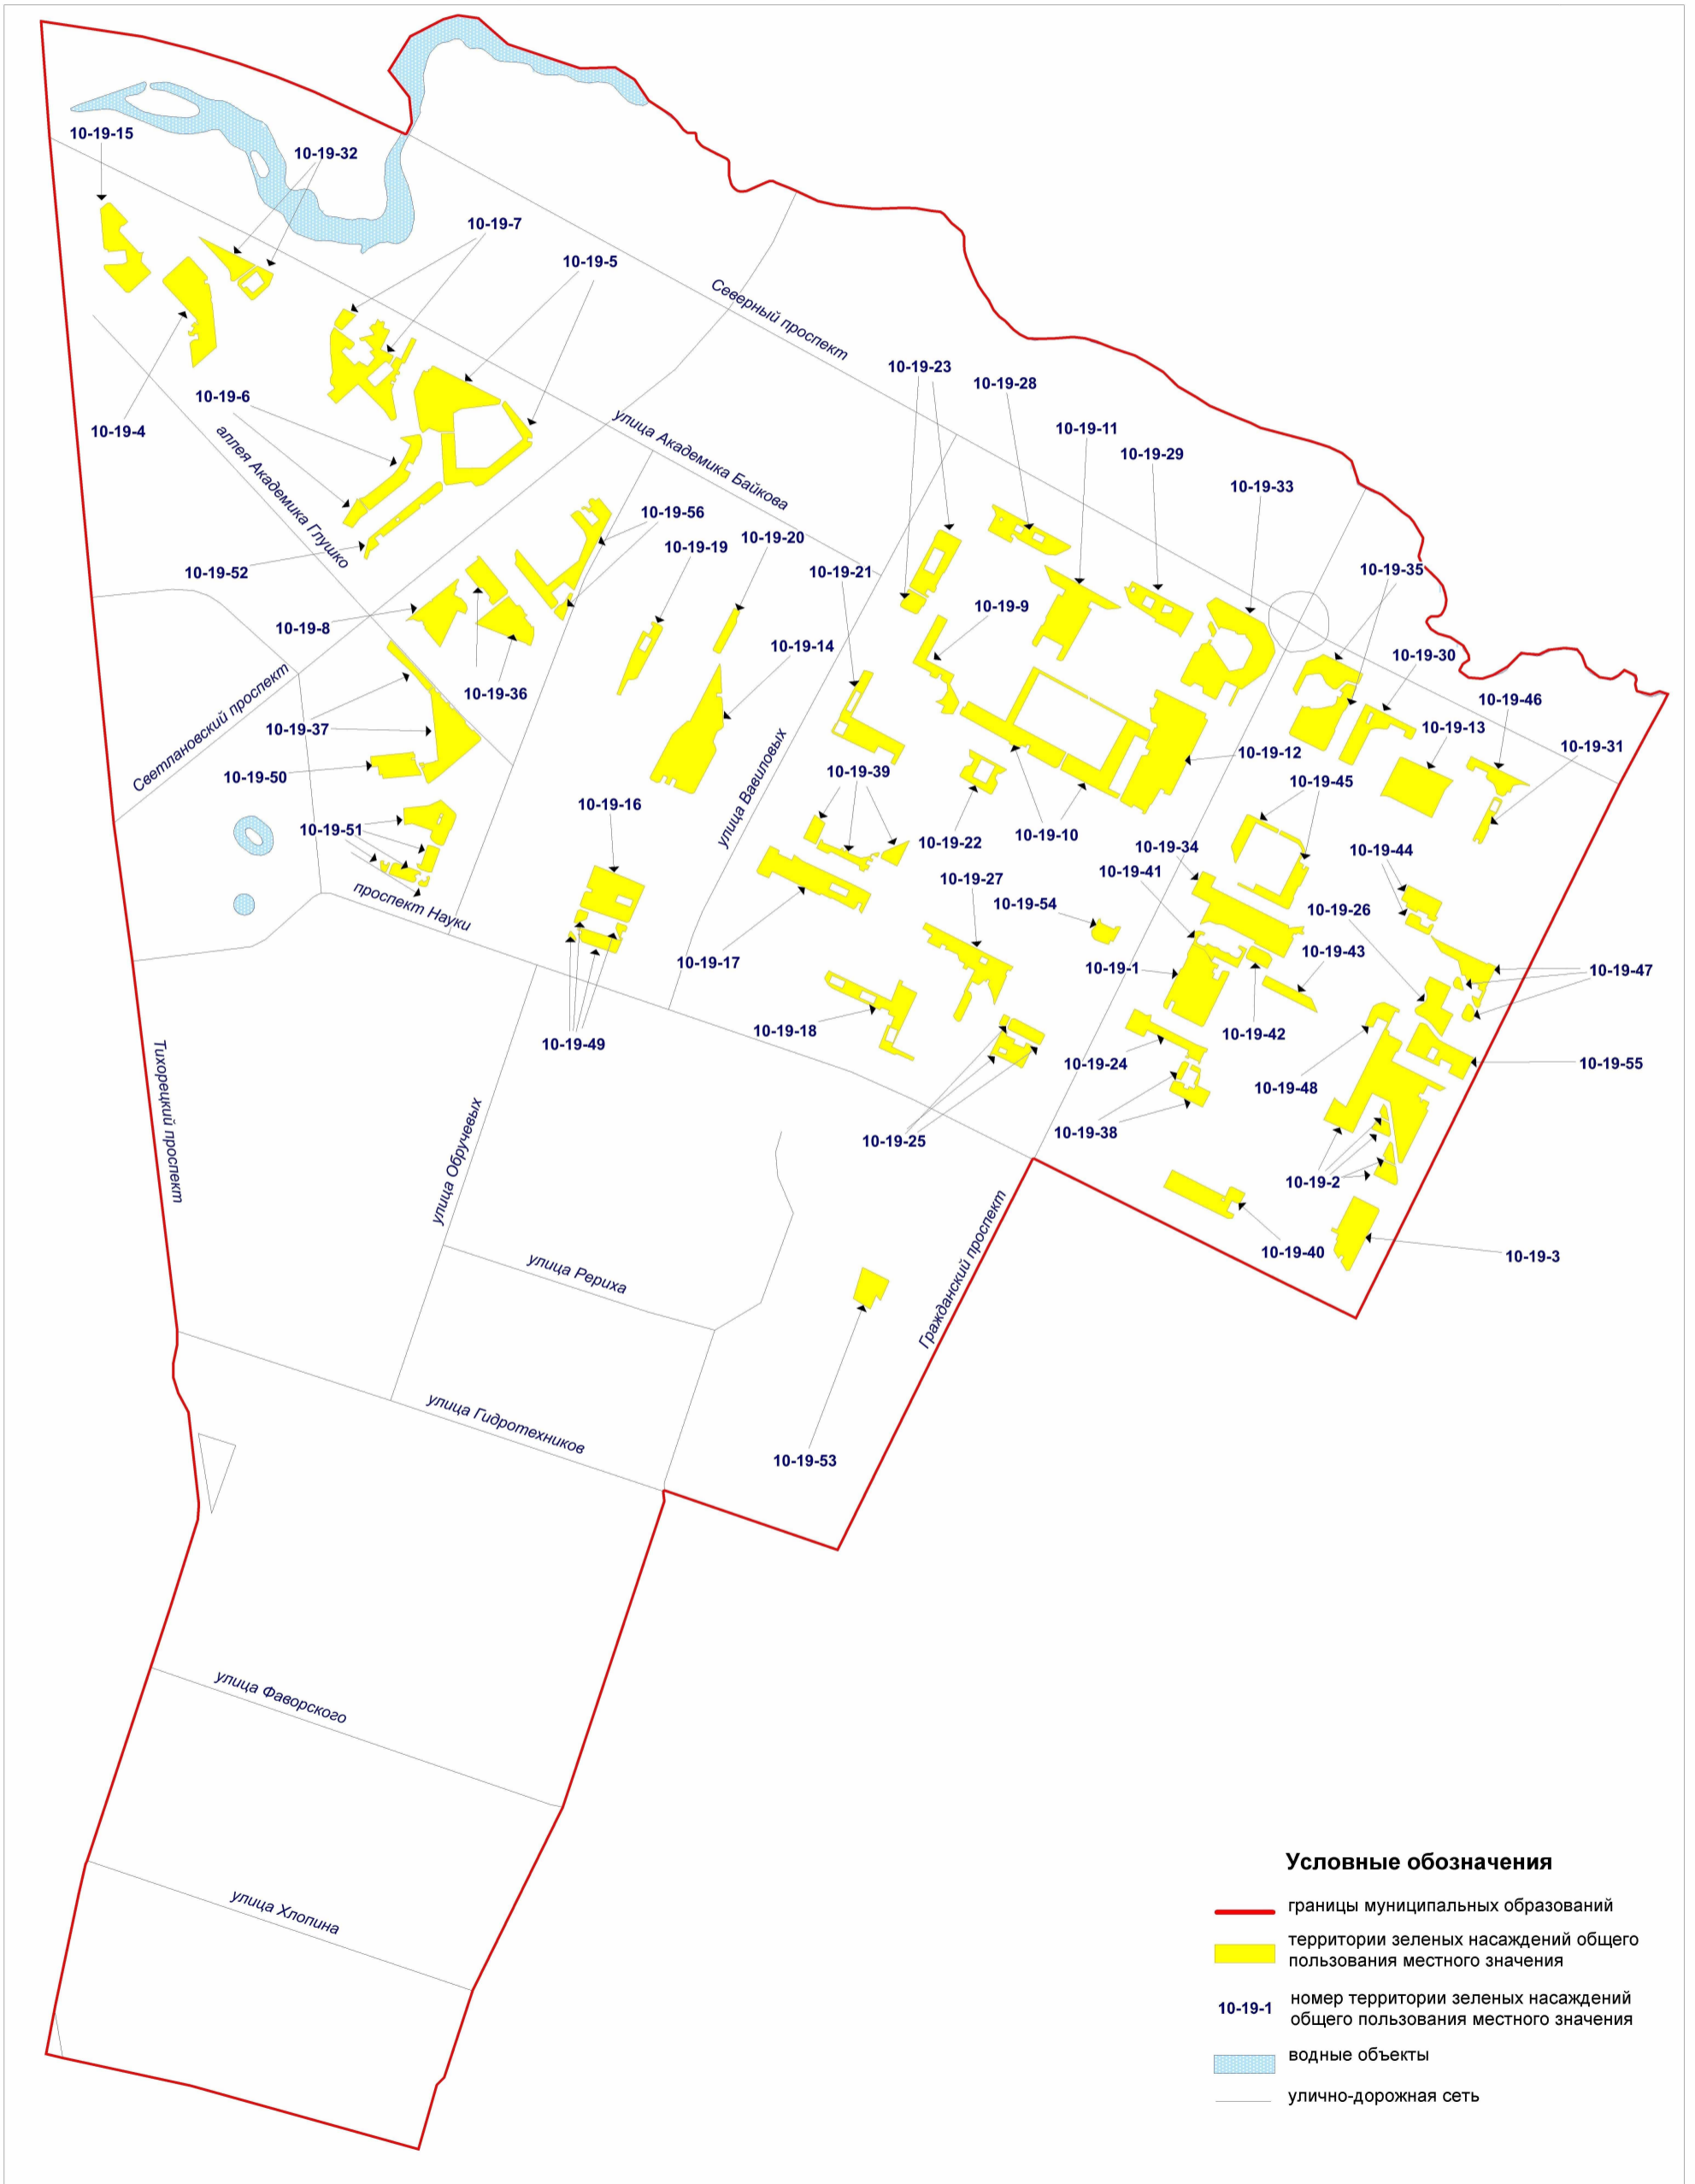 10-19-15
10-19-32
10-19-7
10-19-5
Северный проспект
10-19-23
10-19-28
10-19-6
10-19-4
аллея Академика Глушко
улица Академика Байкова
10-19-11
10-19-29
10-19-33
10-19-56
10-19-19
10-19-20
10-19-21
10-19-52
10-19-35
10-19-8
10-19-9
10-19-14
10-19-30
10-19-36
10-19-46
Светлановский проспект
10-19-37
10-19-13
10-19-31
10-19-12
10-19-50
10-19-39
10-19-45
улица Вавиловых
10-19-16
10-19-51
10-19-22
10-19-10
10-19-34
10-19-44
10-19-41
10-19-27
проспект Науки
10-19-54
10-19-26
10-19-43
10-19-17
10-19-1
10-19-47
10-19-18
10-19-42
10-19-49
10-19-24
10-19-55
10-19-48
Тихорецкий проспект
улица Обручевых
10-19-25
10-19-38
10-19-2
Гражданский проспект
10-19-40
10-19-3
улица Рериха
улица Гидротехников
10-19-53
улица Фаворского
улица Хлопина
Условные обозначения
границы муниципальных образований
территории зеленых насаждений общего
пользования местного значения
10-19-1
номер территории зеленых насаждений
общего пользования местного значения
водные объекты
улично-дорожная сеть